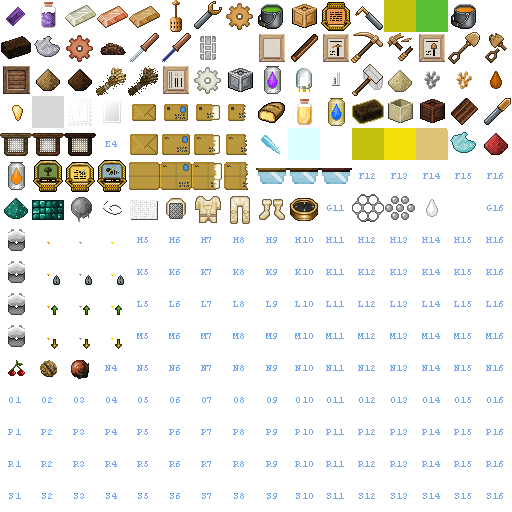 E4
F12 F13 F14 F15 F16
G11 G16
H5 H6 H7 H8 H9 H10 H11 H12 H13 H14 H15 H16
K5 K6 K7 K8 K9 K10 K11 K12 K13 K14 K15 K16
L5 L6 L7 L8 L9 L10 L11 L12 L13 L14 L15 L16
M5 M6 M7 M8 M9 M10 M11 M12 M13 M14 M15 M16
N4 N5 N6 N7 N8 N9 N10 N11 N12 N13 N14 N15 N16
O1 O2 O3 O4 O5 O6 O7 O8 O9 O10 O11 O12 O13 O14 O15 O16
P1 P2 P3 P4 P5 P6 P7 P8 P9 P10 P11 P12 P13 P14 P15 P16
R1 R2 R3 R4 R5 R6 R7 R8 R9 R10 R11 R12 R13 R14 R15 R16
S1 S2 S3 S4 S5 S6 S7 S8 S9 S10 S11 S12 S13 S14 S15 S16